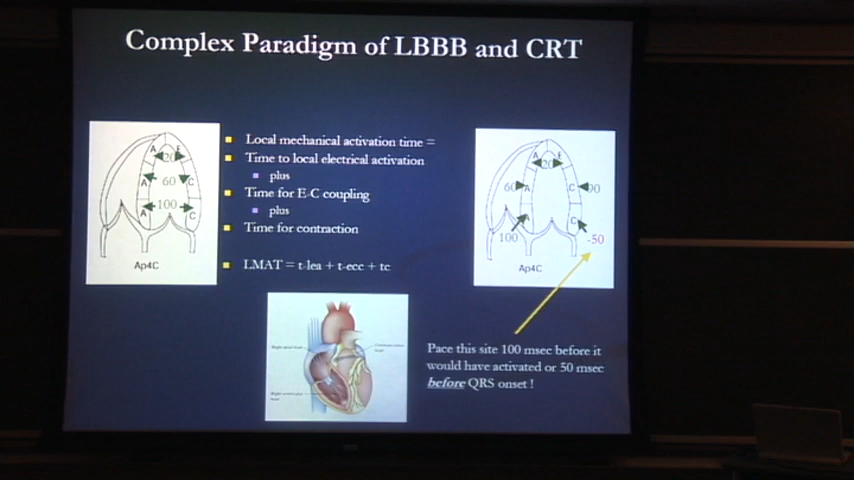 Complex Paradigm of LBBB and CRT
Local mechanical activation time =
Time to local electrical activation
plus
Time for E-C coupling
plus
Time for contraction
LMAT = t-lea + t-ecc + tc
A E
20
A 60 C
100
A C
Ap4C
A E
20
60 A C 90
C
100 -50
Ap4C
Pace this site 100 msec before it
would have activated or 50 msec
before QRS onset !